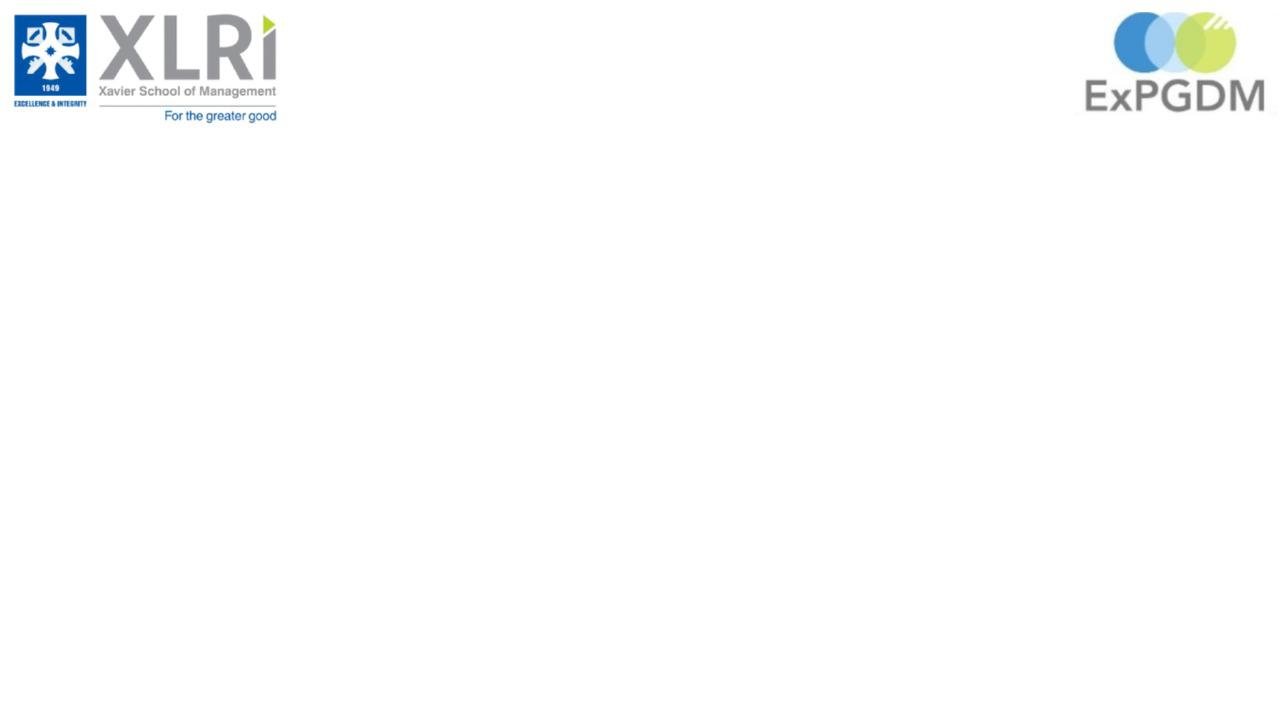 1949
EXCELLENCE & INTEGRITY
XLRI
Xavier School of Management
For the greater good
ExPGDM